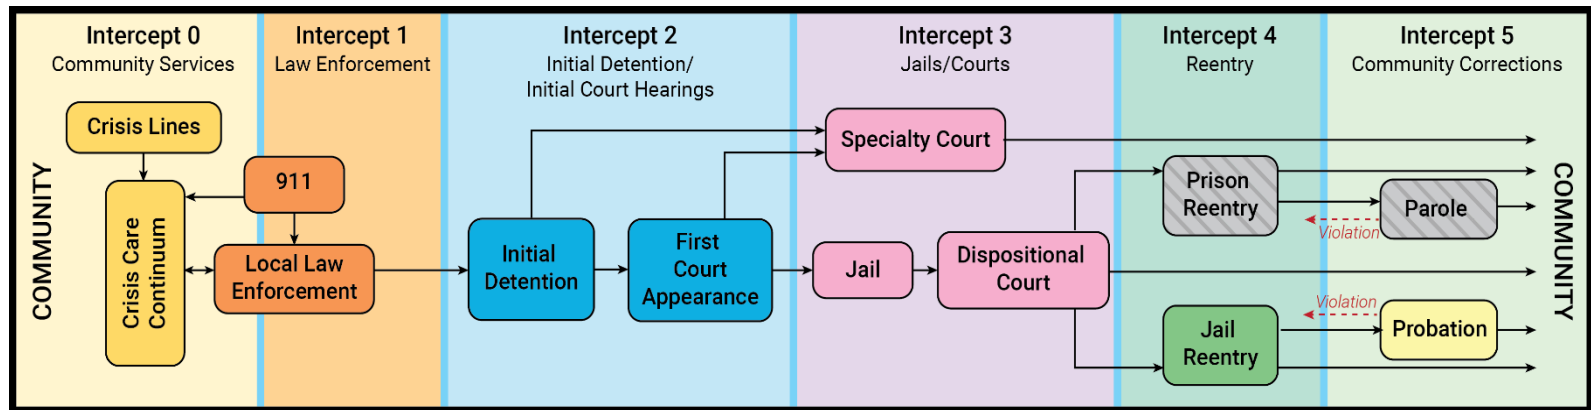 Intercept 0
Community Services
Intercept 1
Law Enforcement
Intercept 2
Initial Detention/
Initial Court Hearings
Intercept 3
Jails/Courts
Intercept 4
Reentry
Intercept 5
Community Corrections
COMMUNITY
Crisis Lines
Crisis Care
Continuum
911
Local Law
Enforcement
Initial
Detention
First
Court
Appearance
Specialty Court
Jail
Dispositional
Court
Prison
Reentry
Violation
Parole
Jail
Reentry
Violation
Probation
COMMUNITY